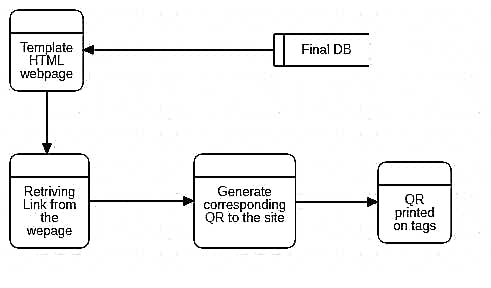 Template
HTML
webpage
Final DB
Retriving
Link from
the
wepage
Generate
corresponding
QR to the site
QR
printed
on tags